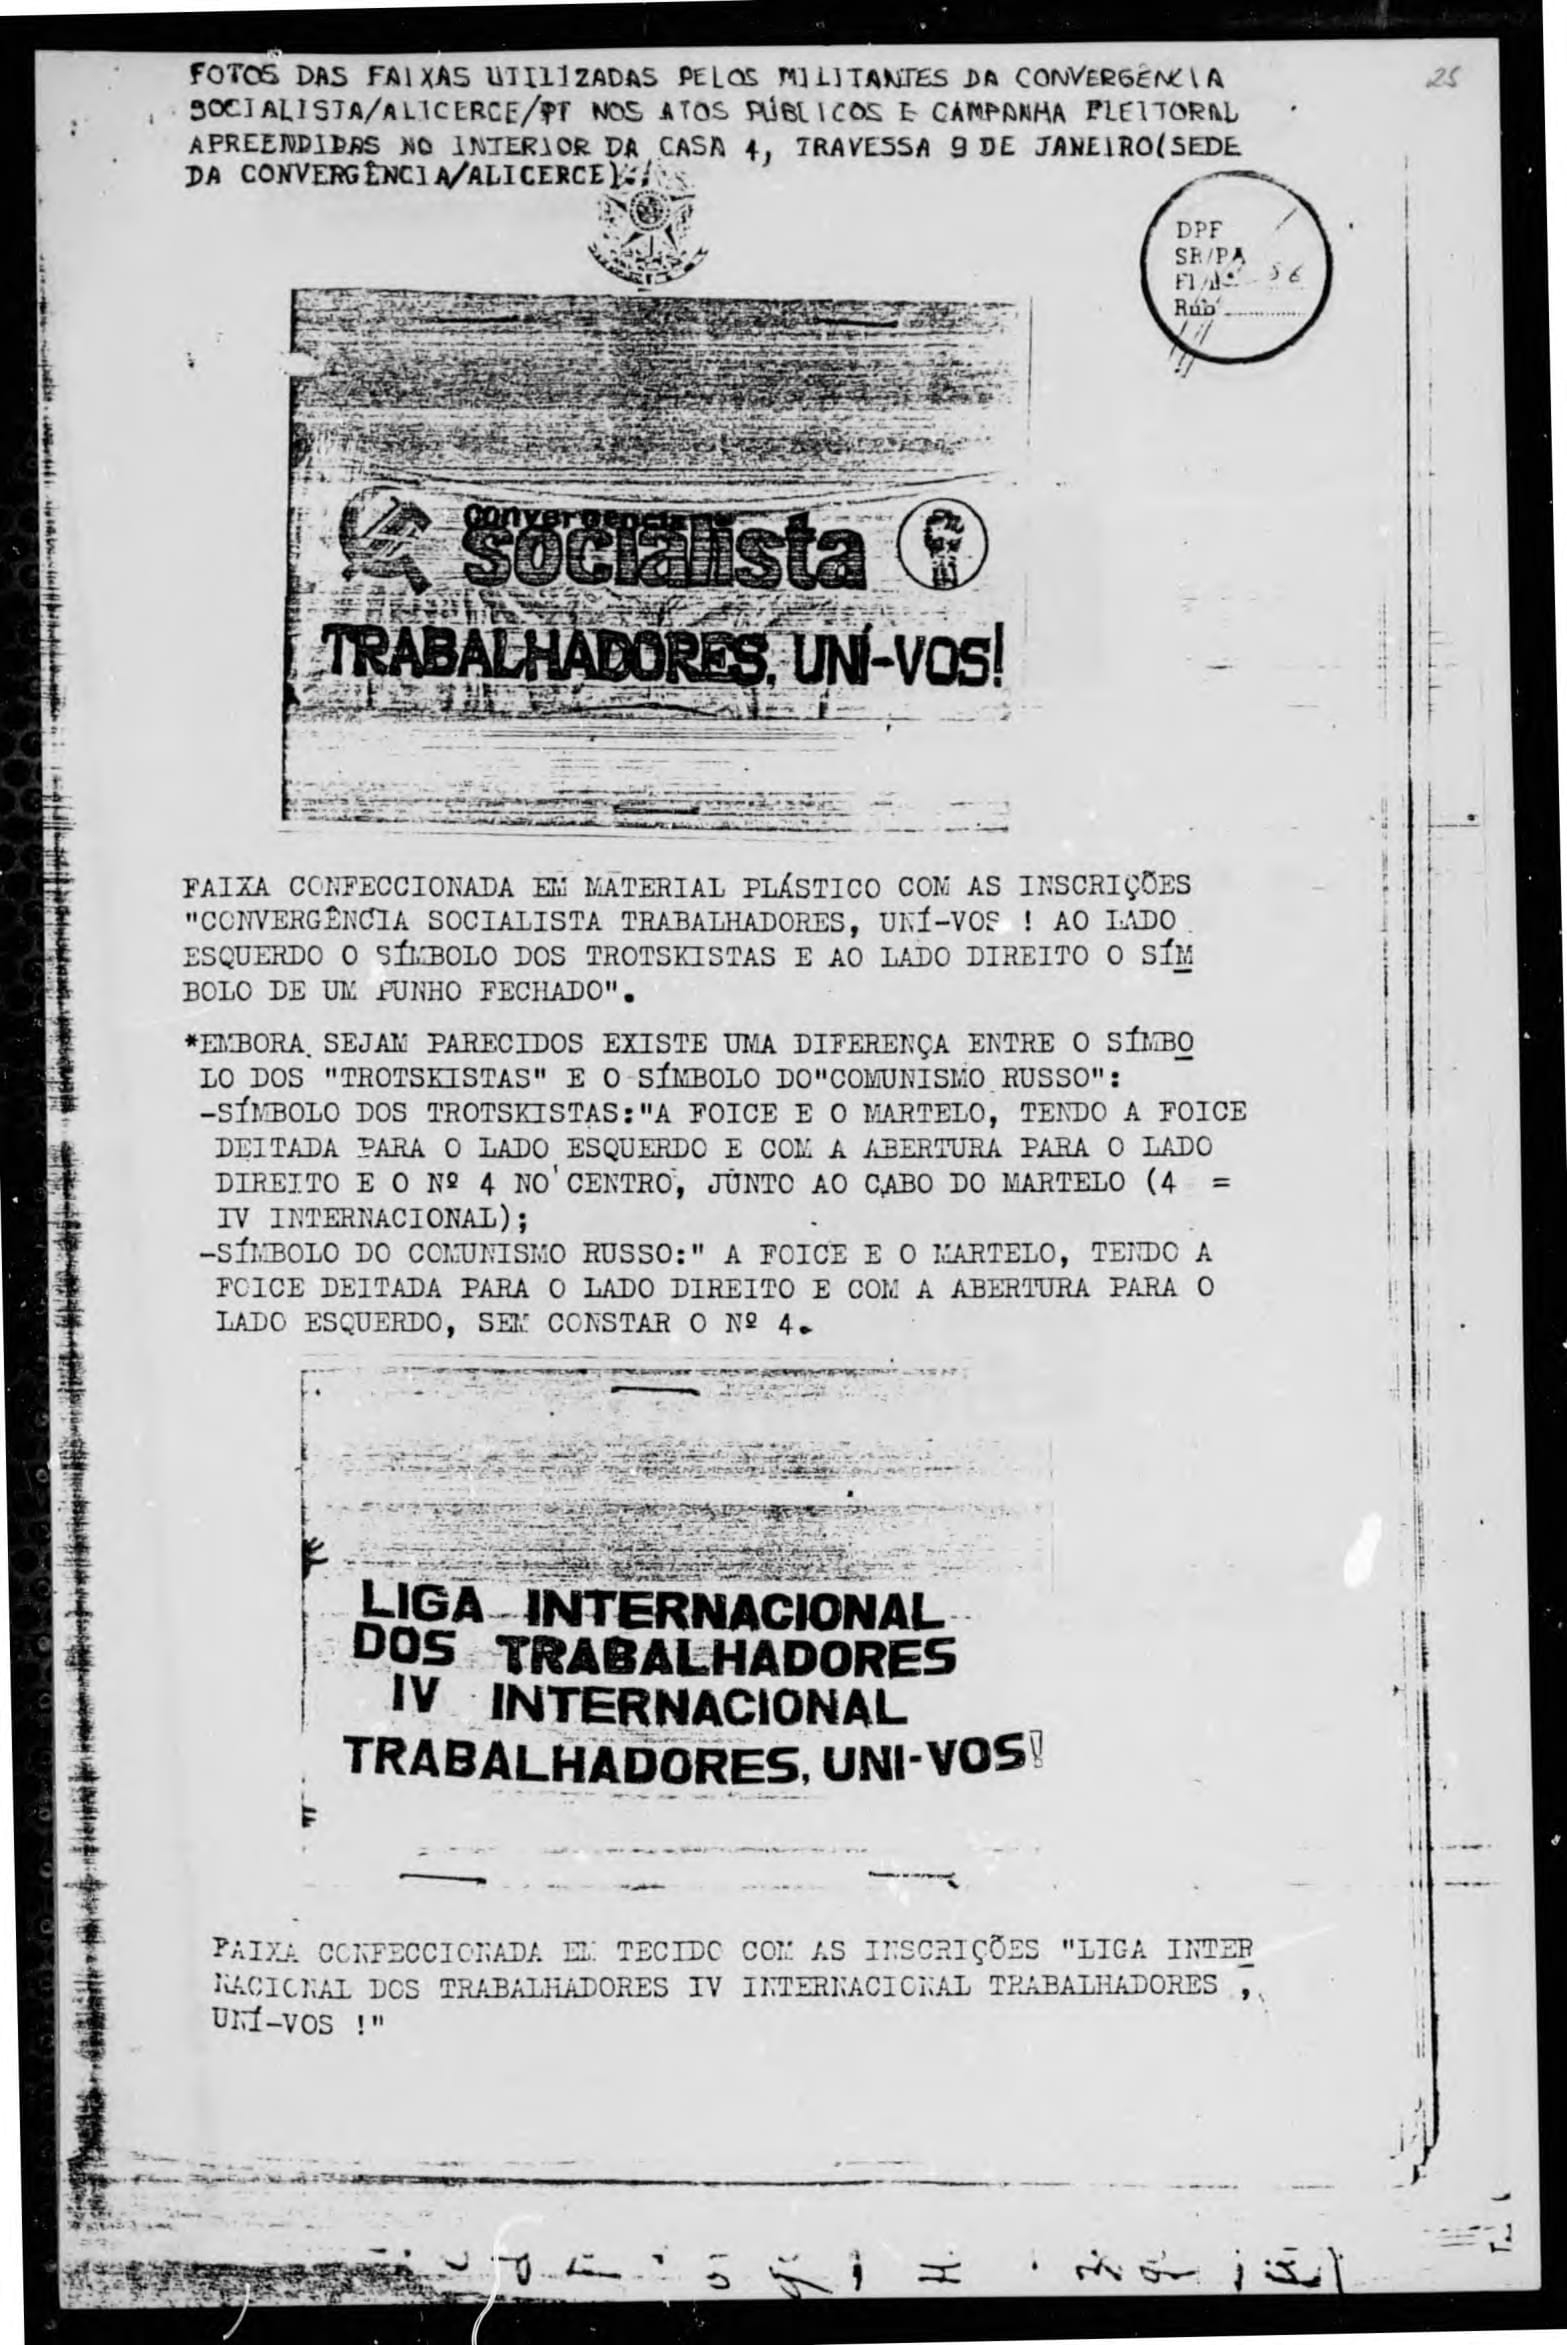 25
FOTOS DAS FAIXAS UTILIZADAS PELOS MILITANTES DA CONVERGÊNCIA
SOCIALISTA/ALICERCE/PT NOS ATOS PÚBLICOS E CAMPANHA ELEITORAL
APREENDIDAS NO INTERIOR DA CASA 4, TRAVESSA 9 DE JANEIRO(SEDE
DA CONVERGÊNCIA/ALICERCE)
DPF
SR/PA
Fl/Nº 56
Rub
convergencia
socialista
TRABALHADORES, UNÍ-VOS!
FAIXA CONFECCIONADA EM MATERIAL PLÁSTICO COM AS INSCRIÇÕES
"CONVERGÊNCIA SOCIALISTA TRABALHADORES, UNÍ-VOS ! AO LADO
ESQUERDO O SÍMBOLO DOS TROTSKISTAS E AO LADO DIREITO O SÍM
BOLO DE UM PUNHO FECHADO".
*EMBORA SEJAM PARECIDOS EXISTE UMA DIFERENÇA ENTRE O SÍMBO
LO DOS "TROTSKISTAS" E O SÍMBOLO DO"COMUNISMO RUSSO":
-SÍMBOLO DOS TROTSKISTAS:"A FOICE E O MARTELO, TENDO A FOICE
DEITADA PARA O LADO ESQUERDO E COM A ABERTURA PARA O LADO
DIREITO E O Nº 4 NO CENTRO, JUNTO AO CABO DO MARTELO (4 =
IV INTERNACIONAL);
-SÍMBOLO DO COMUNISMO RUSSO:" A FOICE E O MARTELO, TENDO A
FOICE DEITADA PARA O LADO DIREITO E COM A ABERTURA PARA O
LADO ESQUERDO, SEM CONSTAR O Nº 4.
LIGA INTERNACIONAL
DOS TRABALHADORES
IV INTERNACIONAL
TRABALHADORES, UNI-VOS!
FAIXA CONFECCIONADA EM TECIDO COM AS INSCRIÇÕES "LIGA INTER
NACIONAL DOS TRABALHADORES IV INTERNACIONAL TRABALHADORES ,
UNÍ-VOS !"